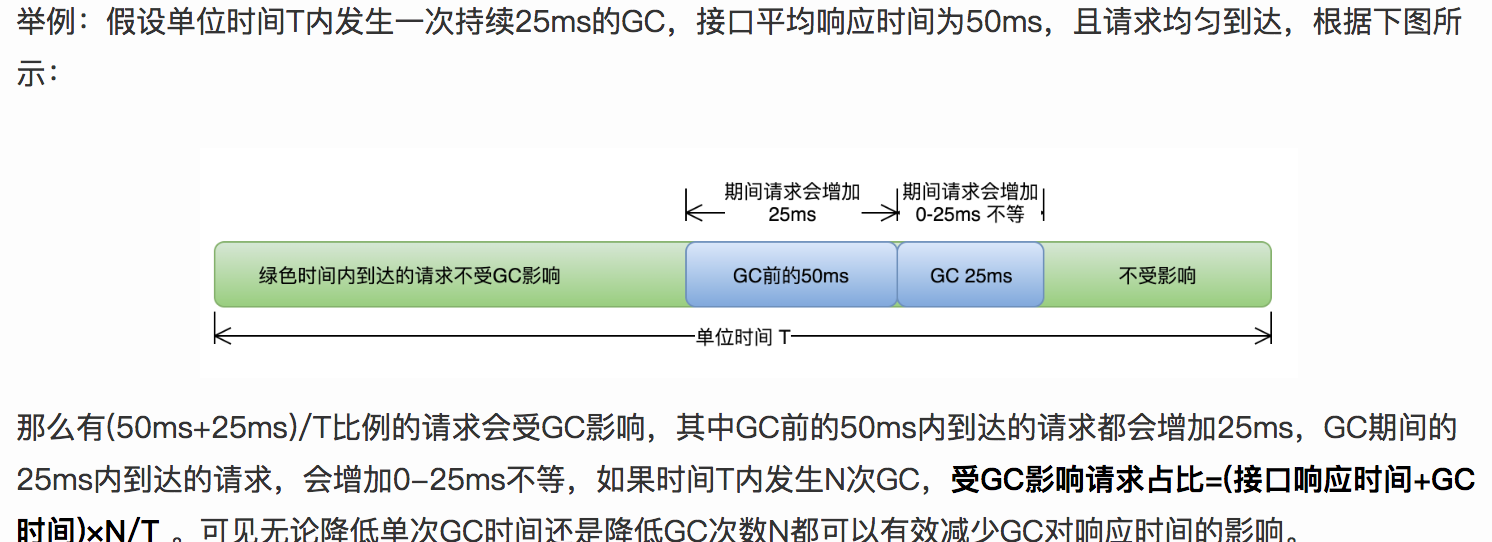 举例：假设单位时间T内发生一次持续25ms的GC，接口平均响应时间为50ms，且请求均匀到达，根据下图所
示：
期间请求会增加
25ms
期间请求会增加
0-25ms 不等
绿色时间内到达的请求不受GC影响
GC前的50ms
GC 25ms
不受影响
单位时间 T
那么有(50ms+25ms)/T比例的请求会受GC影响，其中GC前的50ms内到达的请求都会增加25ms，GC期间的
25ms内到达的请求，会增加0–25ms不等，如果时间T内发生N次GC，受GC影响请求占比=(接口响应时间+GC
时间)×N/T 。可见无论降低单次GC时间还是降低GC次数N都可以有效减少GC对响应时间的影响。